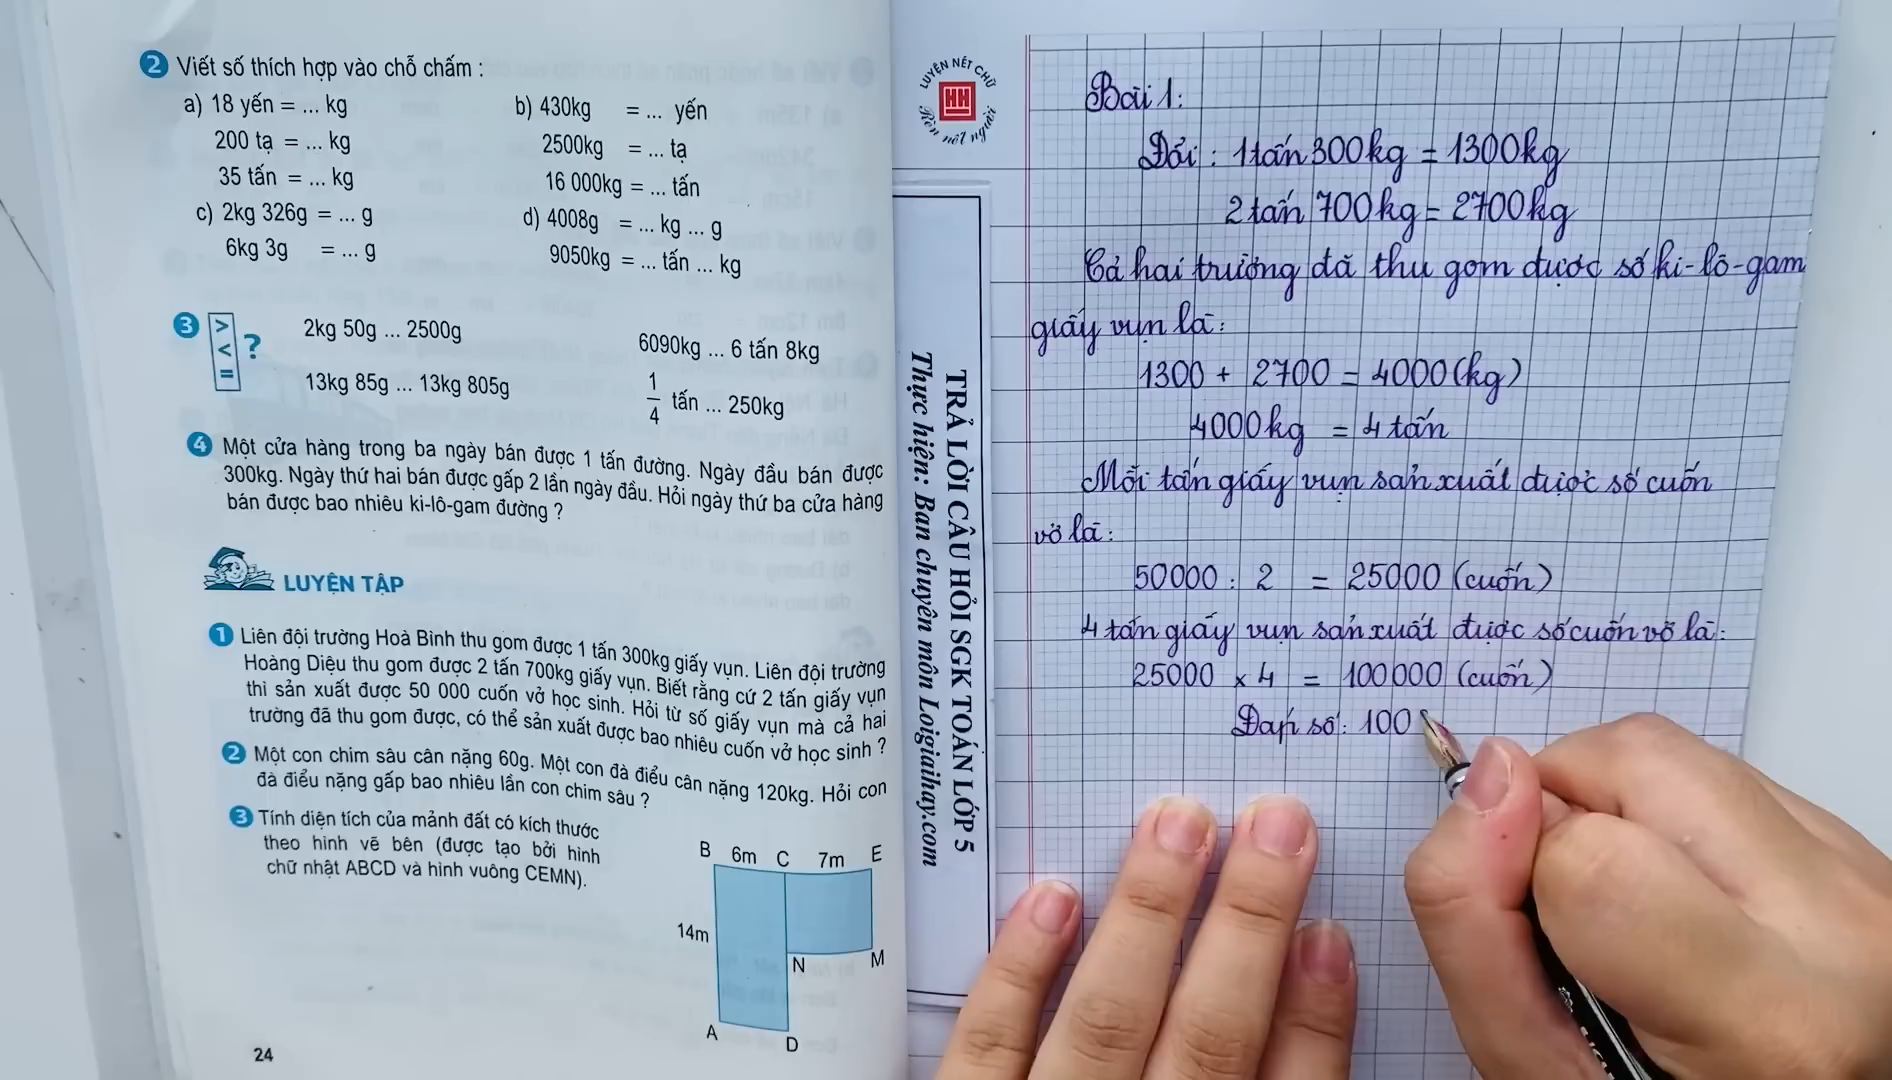 2 Viết số thích hợp vào chỗ chấm :
a) 18 yến = ... kg
200 tạ = ... kg
35 tấn = ... kg
b) 430kg = ... yến
2500kg = ... tạ
16 000kg = ... tấn
c) 2kg 326g = ... g
6kg 3g = ... g
d) 4008g = ... kg ... g
9050kg = ... tấn ... kg
3 > < = ?
2kg 50g ... 2500g
13kg 85g ... 13kg 805g
6090kg ... 6 tấn 8kg
1/4 tấn ... 250kg
4 Một cửa hàng trong ba ngày bán được 1 tấn đường. Ngày đầu bán được
300kg. Ngày thứ hai bán được gấp 2 lần ngày đầu. Hỏi ngày thứ ba cửa hàng
bán được bao nhiêu ki-lô-gam đường ?
LUYỆN TẬP
1 Liên đội trường Hoà Bình thu gom được 1 tấn 300kg giấy vụn. Liên đội trường
Hoàng Diệu thu gom được 2 tấn 700kg giấy vụn. Biết rằng cứ 2 tấn giấy vụn
thì sản xuất được 50 000 cuốn vở học sinh. Hỏi từ số giấy vụn mà cả hai
trường đã thu gom được, có thể sản xuất được bao nhiêu cuốn vở học sinh ?
2 Một con chim sâu cân nặng 60g. Một con đà điểu cân nặng 120kg. Hỏi con
đà điểu nặng gấp bao nhiêu lần con chim sâu ?
3 Tính diện tích của mảnh đất có kích thước
theo hình vẽ bên (được tạo bởi hình
chữ nhật ABCD và hình vuông CEMN).
B 6m C 7m E
14m
N M
A D
24
LUYỆN NÉT CHỮ
HH
Rèn nết người
TRẢ LỜI CÂU HỎI SGK TOÁN LỚP 5
Thực hiện: Ban chuyên môn Loigiaihay.com
Bài 1:
Đổi : 1 tấn 300kg = 1300kg
2 tấn 700kg = 2700kg
Cả hai trường đã thu gom được số ki-lô-gam
giấy vụn là:
1300 + 2700 = 4000 (kg)
4000kg = 4 tấn
Mỗi tấn giấy vụn sản xuất được số cuốn
vở là:
50000 : 2 = 25000 (cuốn)
4 tấn giấy vụn sản xuất được số cuốn vở là:
25000 x 4 = 100000 (cuốn)
Đáp số: 100